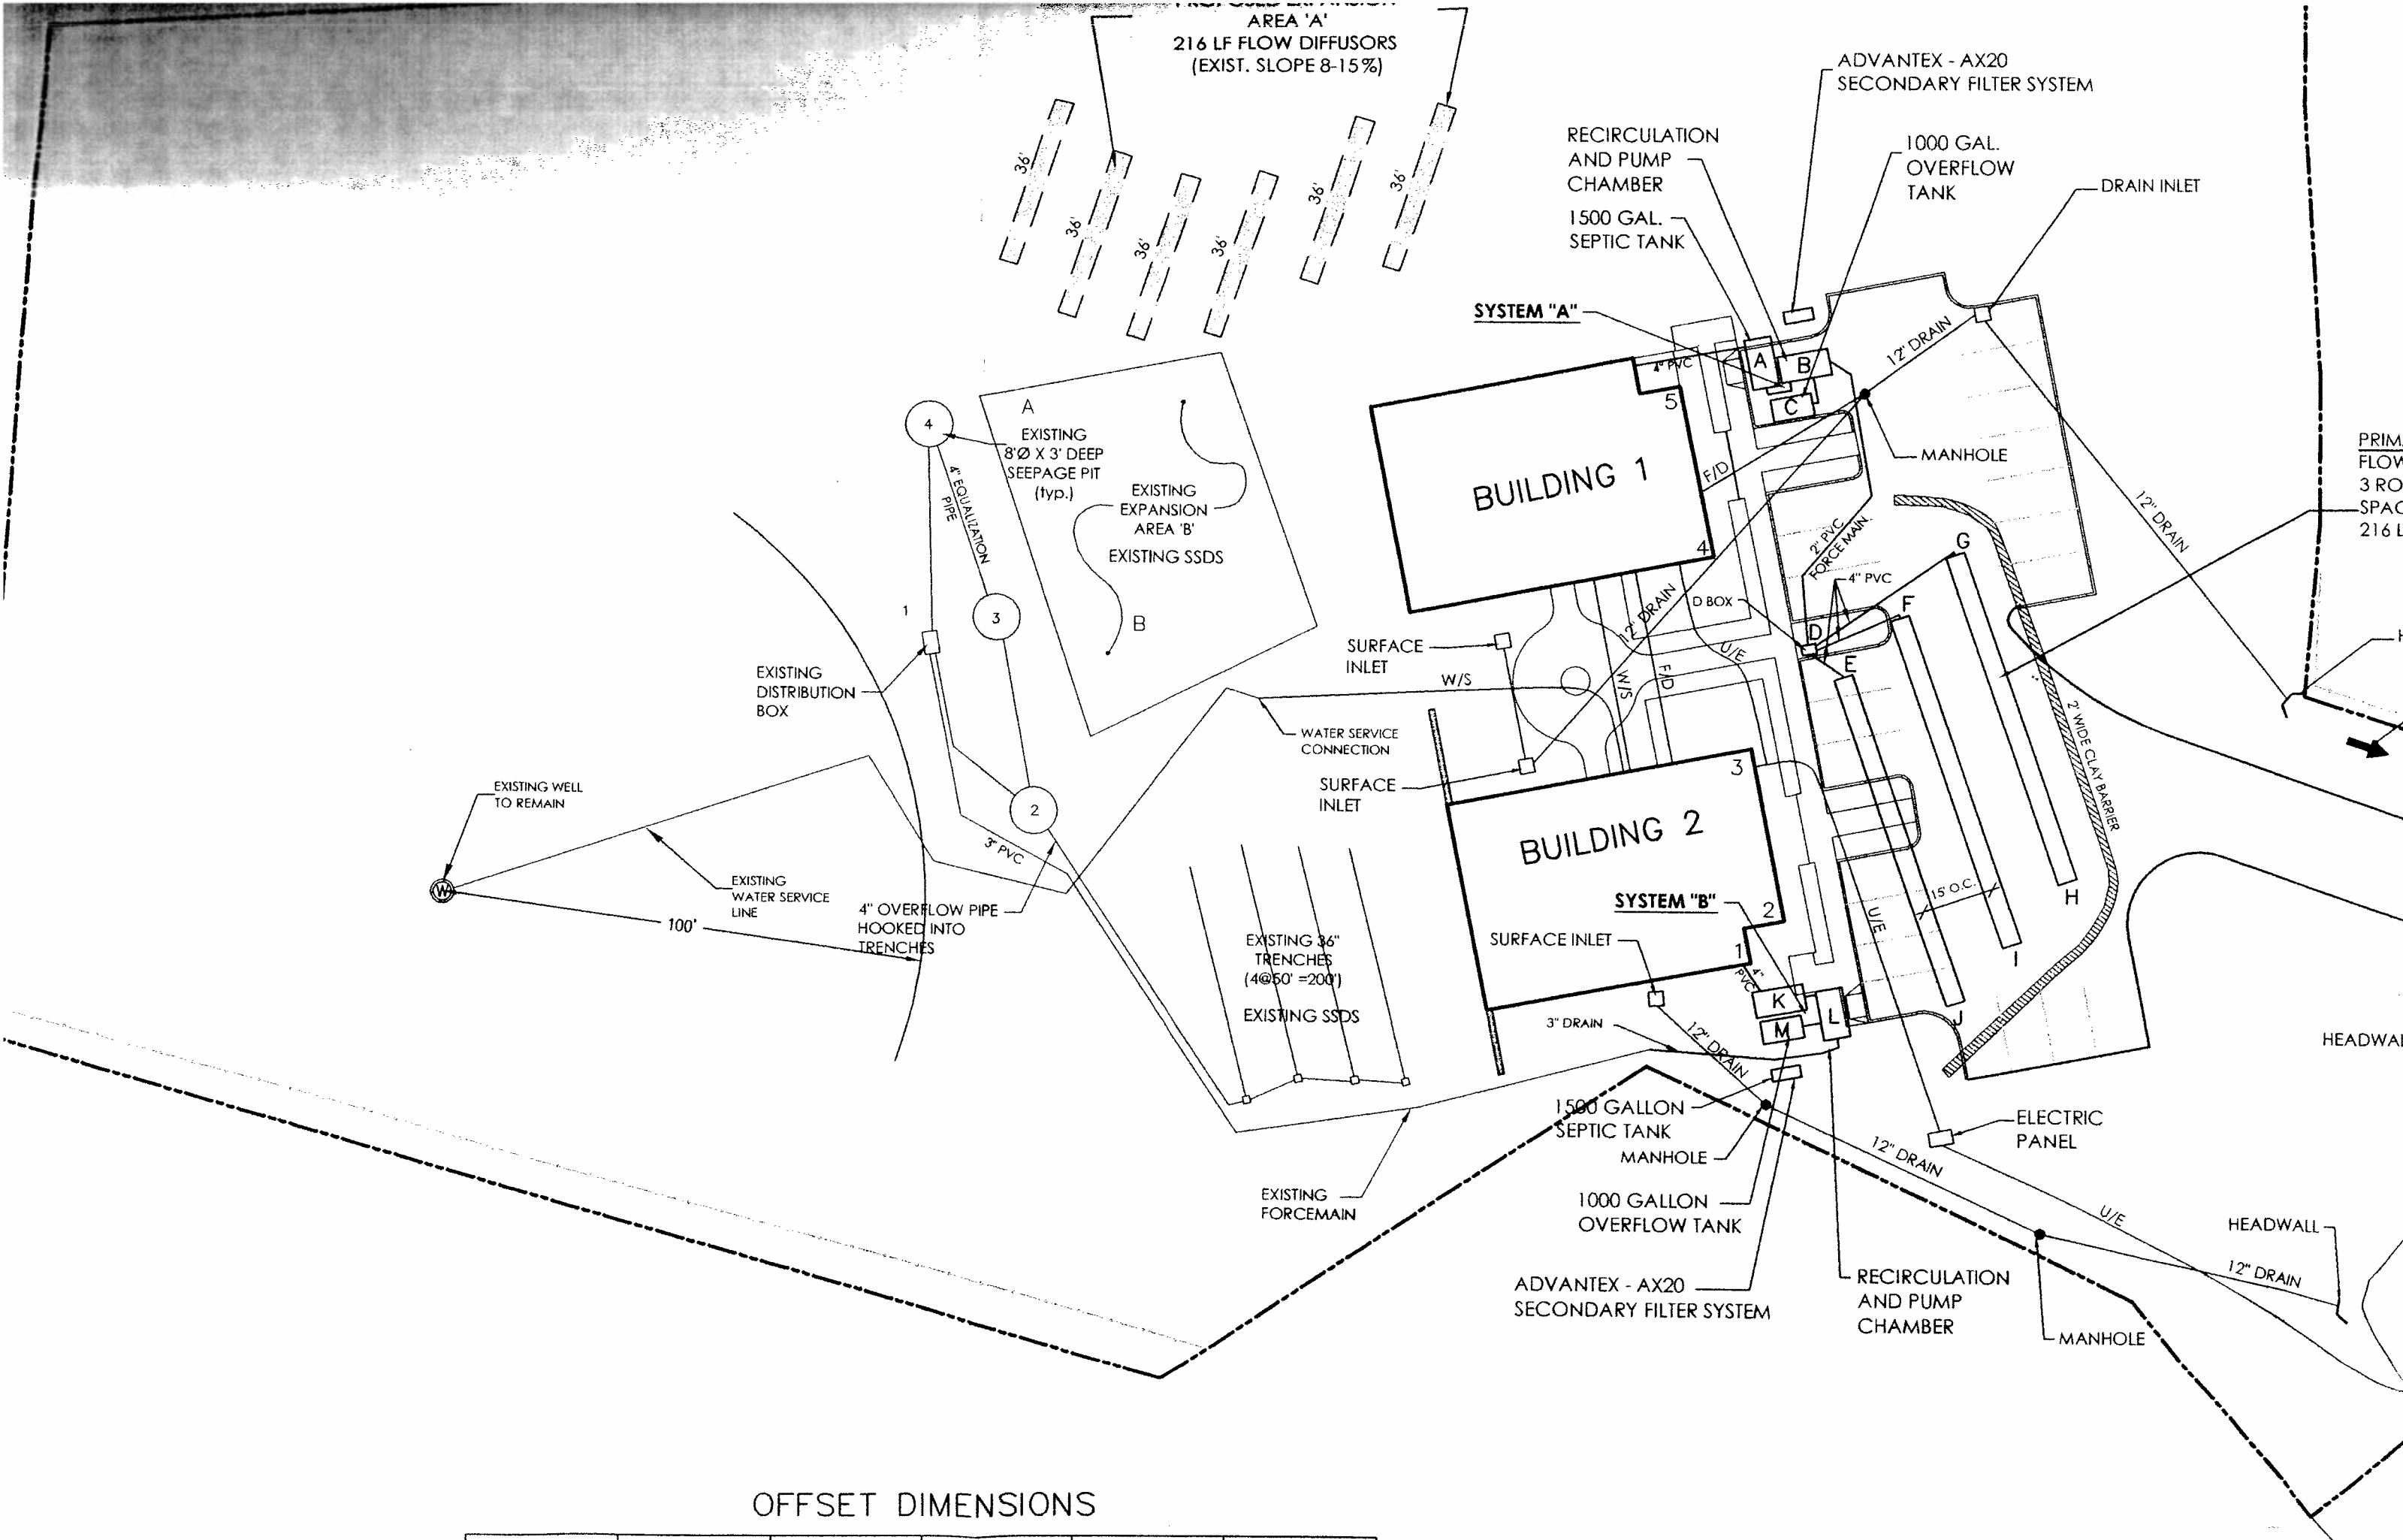 PROPOSED EXPANSION
AREA 'A'
216 LF FLOW DIFFUSORS
(EXIST. SLOPE 8-15%)
36'
36'
36'
36'
36'
36'
ADVANTEX - AX20
SECONDARY FILTER SYSTEM
RECIRCULATION
AND PUMP
CHAMBER
1000 GAL.
OVERFLOW
TANK
DRAIN INLET
1500 GAL.
SEPTIC TANK
SYSTEM "A"
4" PVC
A
B
C
12" DRAIN
5
BUILDING 1
4
F/D
MANHOLE
12" DRAIN
2" PVC
FORCE MAIN
4" PVC
D BOX
D
E
F
G
4
A
EXISTING
8'Ø X 3' DEEP
SEEPAGE PIT
(typ.)
4" EQUALIZATION
PIPE
EXISTING
EXPANSION
AREA 'B'
EXISTING SSDS
B
3
1
EXISTING
DISTRIBUTION
BOX
2
3" PVC
SURFACE
INLET
12" DRAIN
U/E
W/S
W/S
F/D
WATER SERVICE
CONNECTION
SURFACE
INLET
3
BUILDING 2
2
1
2' WIDE CLAY BARRIER
15' O.C.
H
I
J
U/E
EXISTING WELL
TO REMAIN
W
EXISTING
WATER SERVICE
LINE
100'
4" OVERFLOW PIPE
HOOKED INTO
TRENCHES
EXISTING 36"
TRENCHES
(4@50' =200')
EXISTING SSDS
SYSTEM "B"
SURFACE INLET
4"
PVC
K
L
M
3" DRAIN
12" DRAIN
1500 GALLON
SEPTIC TANK
MANHOLE
ELECTRIC
PANEL
12" DRAIN
EXISTING
FORCEMAIN
1000 GALLON
OVERFLOW TANK
U/E
HEADWALL
12" DRAIN
ADVANTEX - AX20
SECONDARY FILTER SYSTEM
RECIRCULATION
AND PUMP
CHAMBER
MANHOLE
PRIM
FLOW
3 RO
SPAC
216 L
H
HEADWAL
OFFSET DIMENSIONS